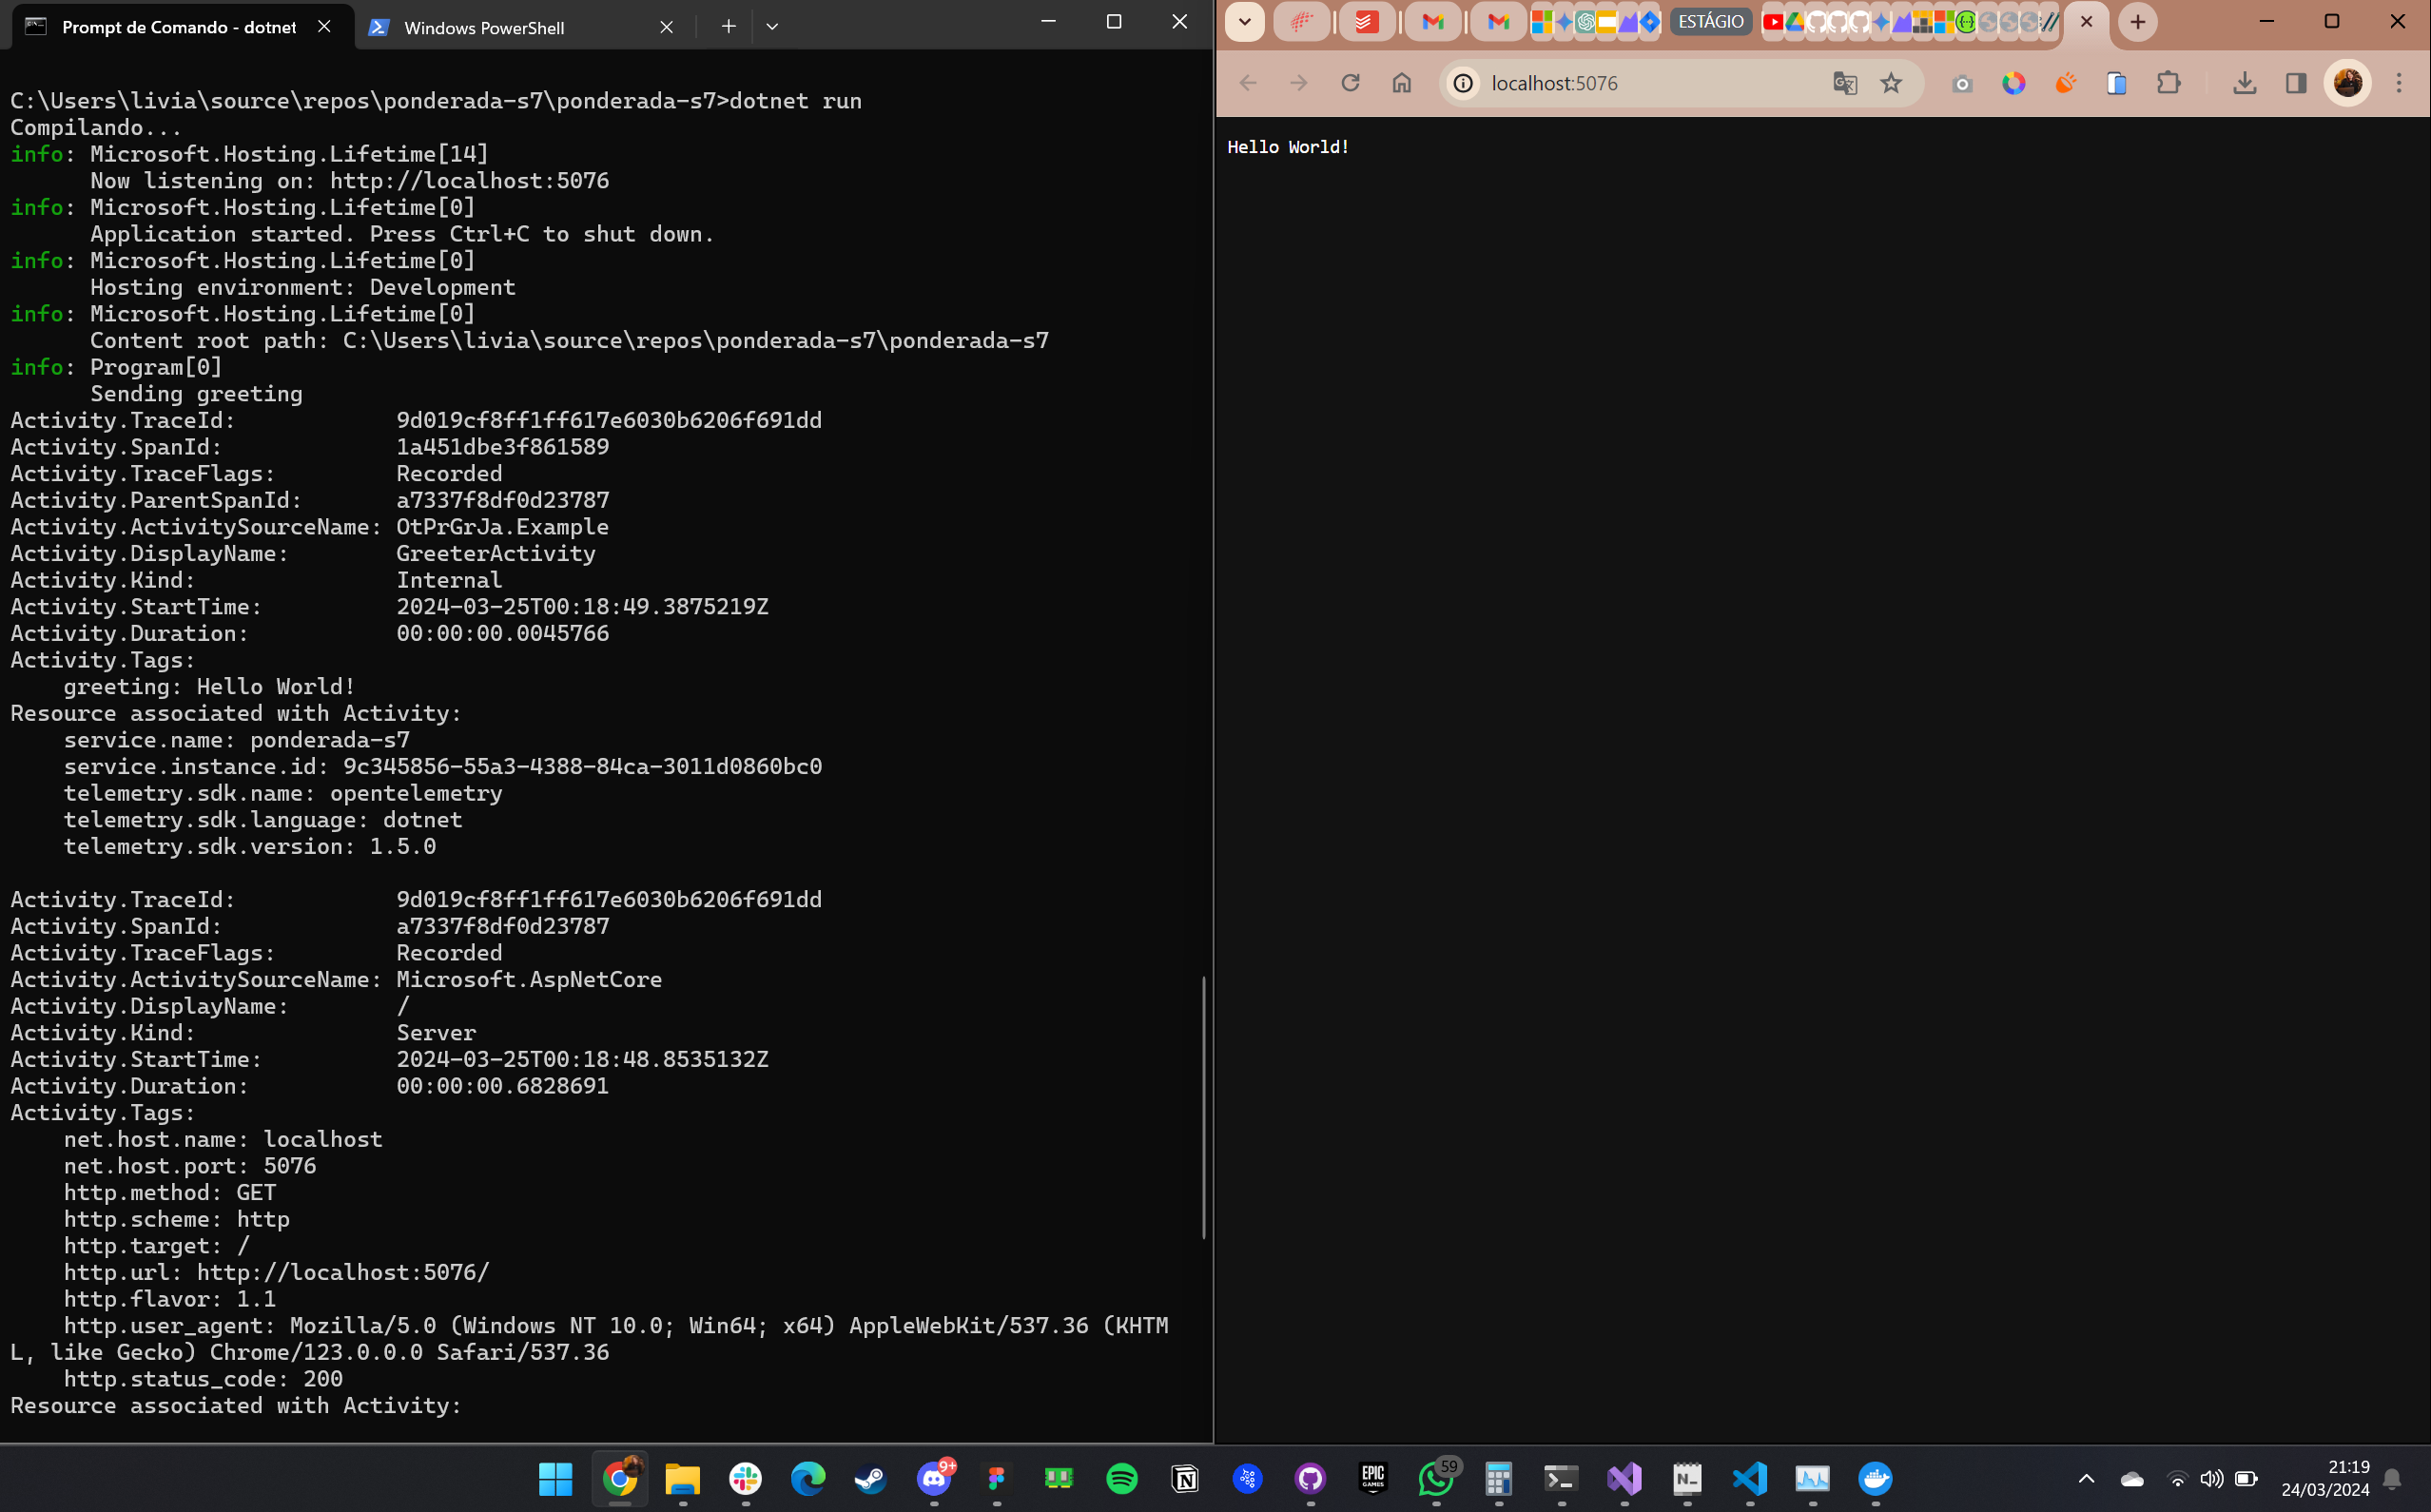 Prompt de Comando - dotnet
Windows PowerShell
C:\Users\livia\source\repos\ponderada-s7\ponderada-s7>dotnet run
Compilando...
info: Microsoft.Hosting.Lifetime[14]
Now listening on: http://localhost:5076
info: Microsoft.Hosting.Lifetime[0]
Application started. Press Ctrl+C to shut down.
info: Microsoft.Hosting.Lifetime[0]
Hosting environment: Development
info: Microsoft.Hosting.Lifetime[0]
Content root path: C:\Users\livia\source\repos\ponderada-s7\ponderada-s7
info: Program[0]
Sending greeting
Activity.TraceId: 9d019cf8ff1ff617e6030b6206f691dd
Activity.SpanId: 1a451dbe3f861589
Activity.TraceFlags: Recorded
Activity.ParentSpanId: a7337f8df0d23787
Activity.ActivitySourceName: OtPrGrJa.Example
Activity.DisplayName: GreeterActivity
Activity.Kind: Internal
Activity.StartTime: 2024-03-25T00:18:49.3875219Z
Activity.Duration: 00:00:00.0045766
Activity.Tags:
greeting: Hello World!
Resource associated with Activity:
service.name: ponderada-s7
service.instance.id: 9c345856-55a3-4388-84ca-3011d0860bc0
telemetry.sdk.name: opentelemetry
telemetry.sdk.language: dotnet
telemetry.sdk.version: 1.5.0
Activity.TraceId: 9d019cf8ff1ff617e6030b6206f691dd
Activity.SpanId: a7337f8df0d23787
Activity.TraceFlags: Recorded
Activity.ActivitySourceName: Microsoft.AspNetCore
Activity.DisplayName: /
Activity.Kind: Server
Activity.StartTime: 2024-03-25T00:18:48.8535132Z
Activity.Duration: 00:00:00.6828691
Activity.Tags:
net.host.name: localhost
net.host.port: 5076
http.method: GET
http.scheme: http
http.target: /
http.url: http://localhost:5076/
http.flavor: 1.1
http.user_agent: Mozilla/5.0 (Windows NT 10.0; Win64; x64) AppleWebKit/537.36 (KHTM
L, like Gecko) Chrome/123.0.0.0 Safari/537.36
http.status_code: 200
Resource associated with Activity:
ESTÁGIO
localhost:5076
Hello World!
9+
EPIC
GAMES
59
21:19
24/03/2024